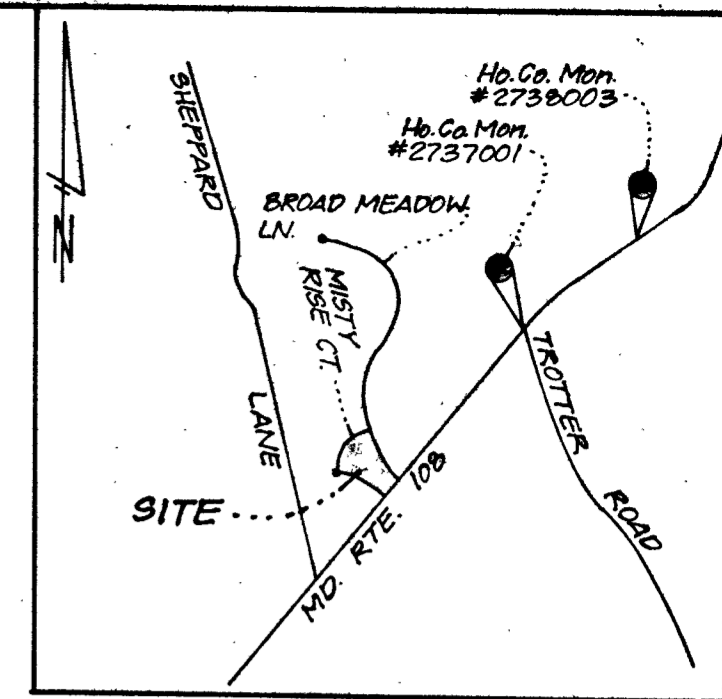 Ho. Co. Mon.
#2738003
Ho. Co Mon.
#2737001
SHEPPARD
LANE
BROAD MEADOW
LN.
MISTY
RISE CT.
TROTTER
ROAD
SITE
MD. RTE. 108
N